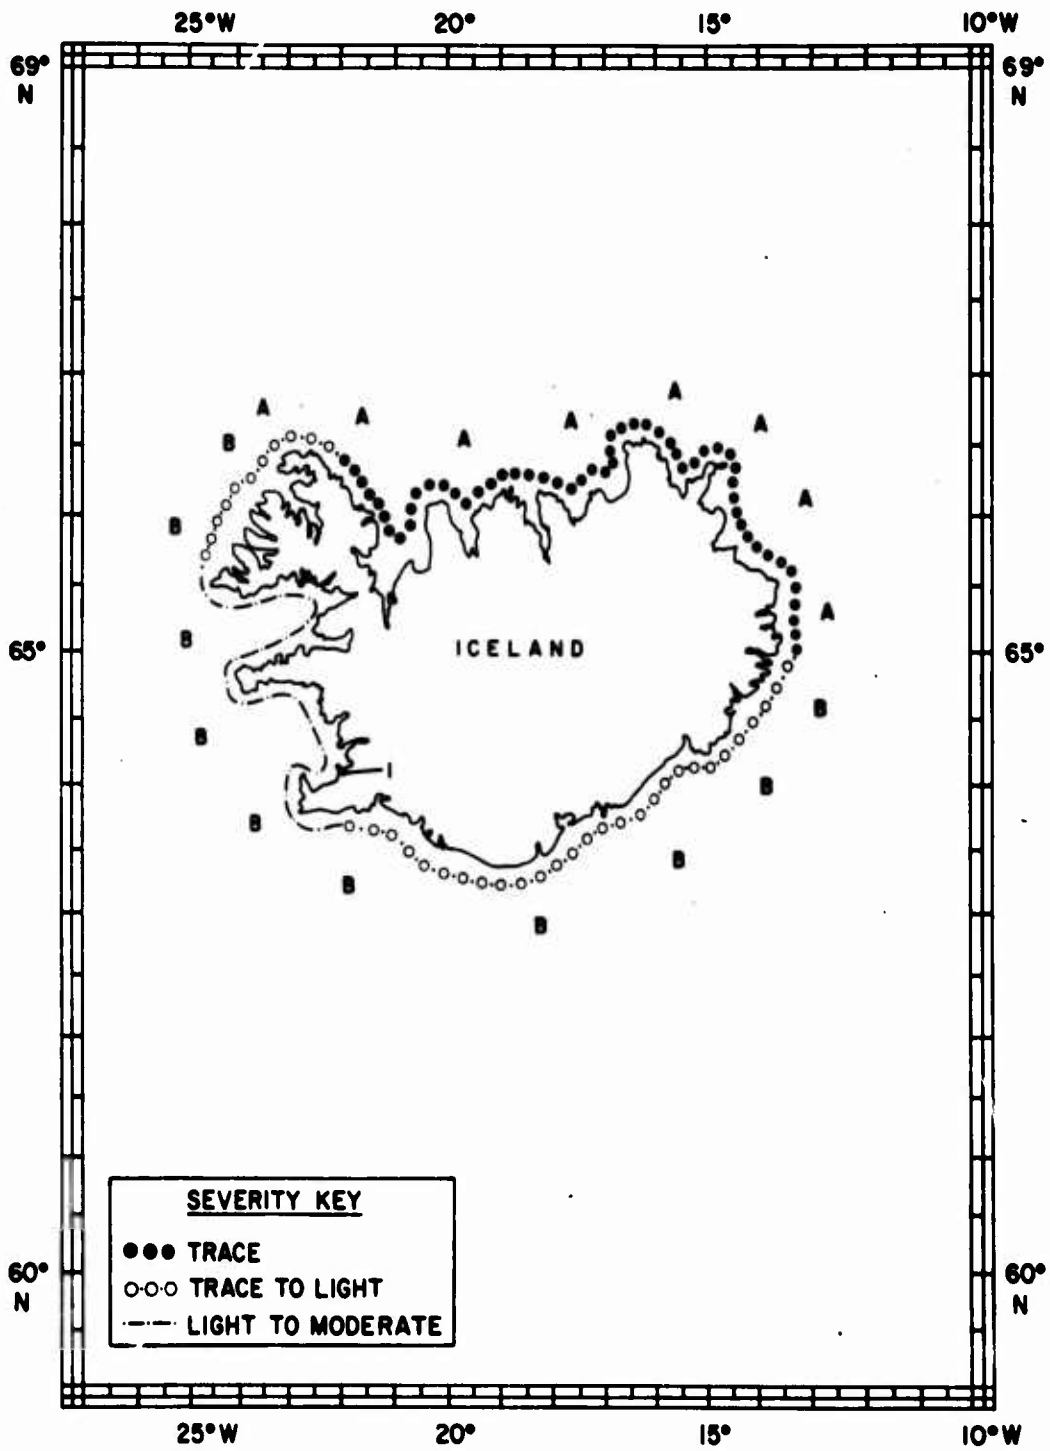 25°W 20° 15° 10°W
69° 69°
N N
A
A A A
B A
B A
B A
ICELAND
B
65° 65°
B B
I
B B
B B
B
SEVERITY KEY
TRACE
TRACE TO LIGHT
LIGHT TO MODERATE
60° 60°
N N
25°W 20° 15° 10°W